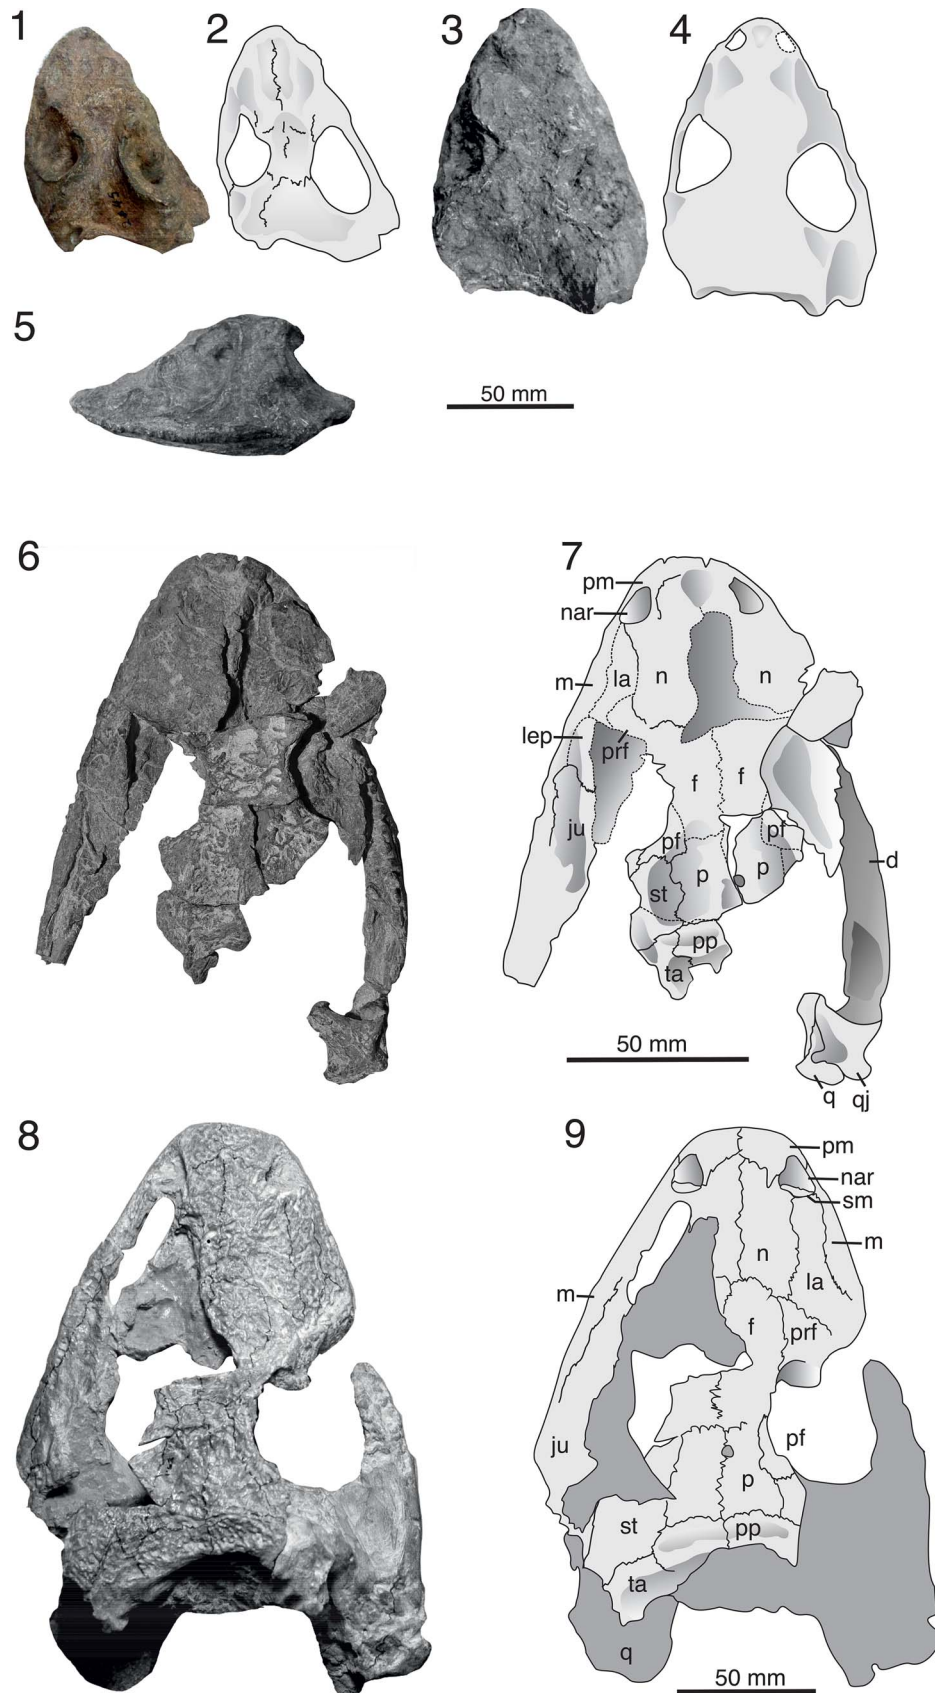 1 2 3 4
5
50 mm
6 7
pm
nar
m la n n
lep prf
f f
ju pf pf
p p d
st
pp
ta
50 mm
q qj
8 9
pm
nar
sm
m
n
la
m
f prf
ju pf
p
st pp
ta
q
50 mm